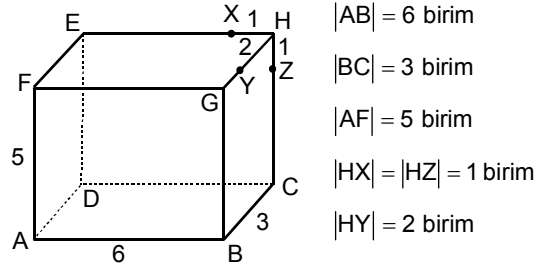 X 1 H
E
2 1
|AB| = 6 birim
Z
Y
F
G
|BC| = 3 birim
|AF| = 5 birim
5
|HX| = |HZ| = 1 birim
D
C
3
|HY| = 2 birim
A
6
B